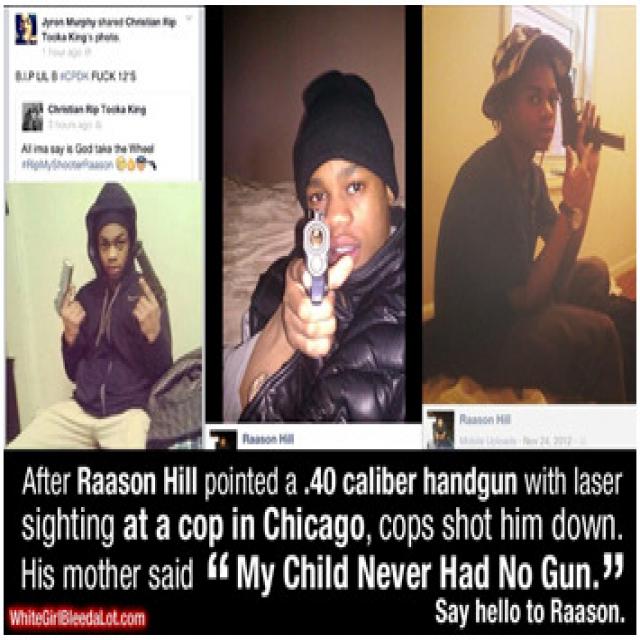 Jyron Murphy shared Christian Rip
Tooka King's photo.
1 hour ago
B.I.P LIL B #CPDK FUCK 12'S
Christian Rip Tooka King
3 hours ago
All ima say is God take the Wheel
#RipMyShooterRaason
Raason Hill
Raason Hill
Mobile Uploads · Nov 24, 2012
After Raason Hill pointed a .40 caliber handgun with laser
sighting at a cop in Chicago, cops shot him down.
His mother said “ My Child Never Had No Gun.”
WhiteGirlBleedaLot.com
Say hello to Raason.